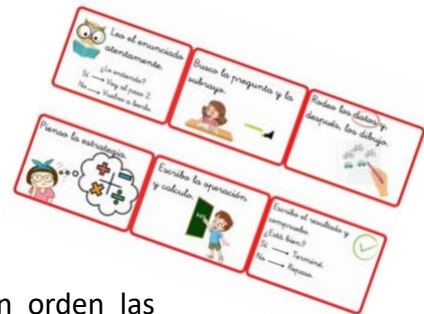 Leo el enunciado
atentamente.
¿Lo entiendo?
Sí → Voy al paso 2.
No → Vuelvo a leerlo.
Busco la pregunta y la
subrayo.
Rodeo los datos y,
después, los dibujo.
Pienso la estrategia.
Escribo la operación
y calculo.
Escribo el resultado y
compruebo.
¿Está bien?
Sí → Terminé.
No → Repaso.
n orden las